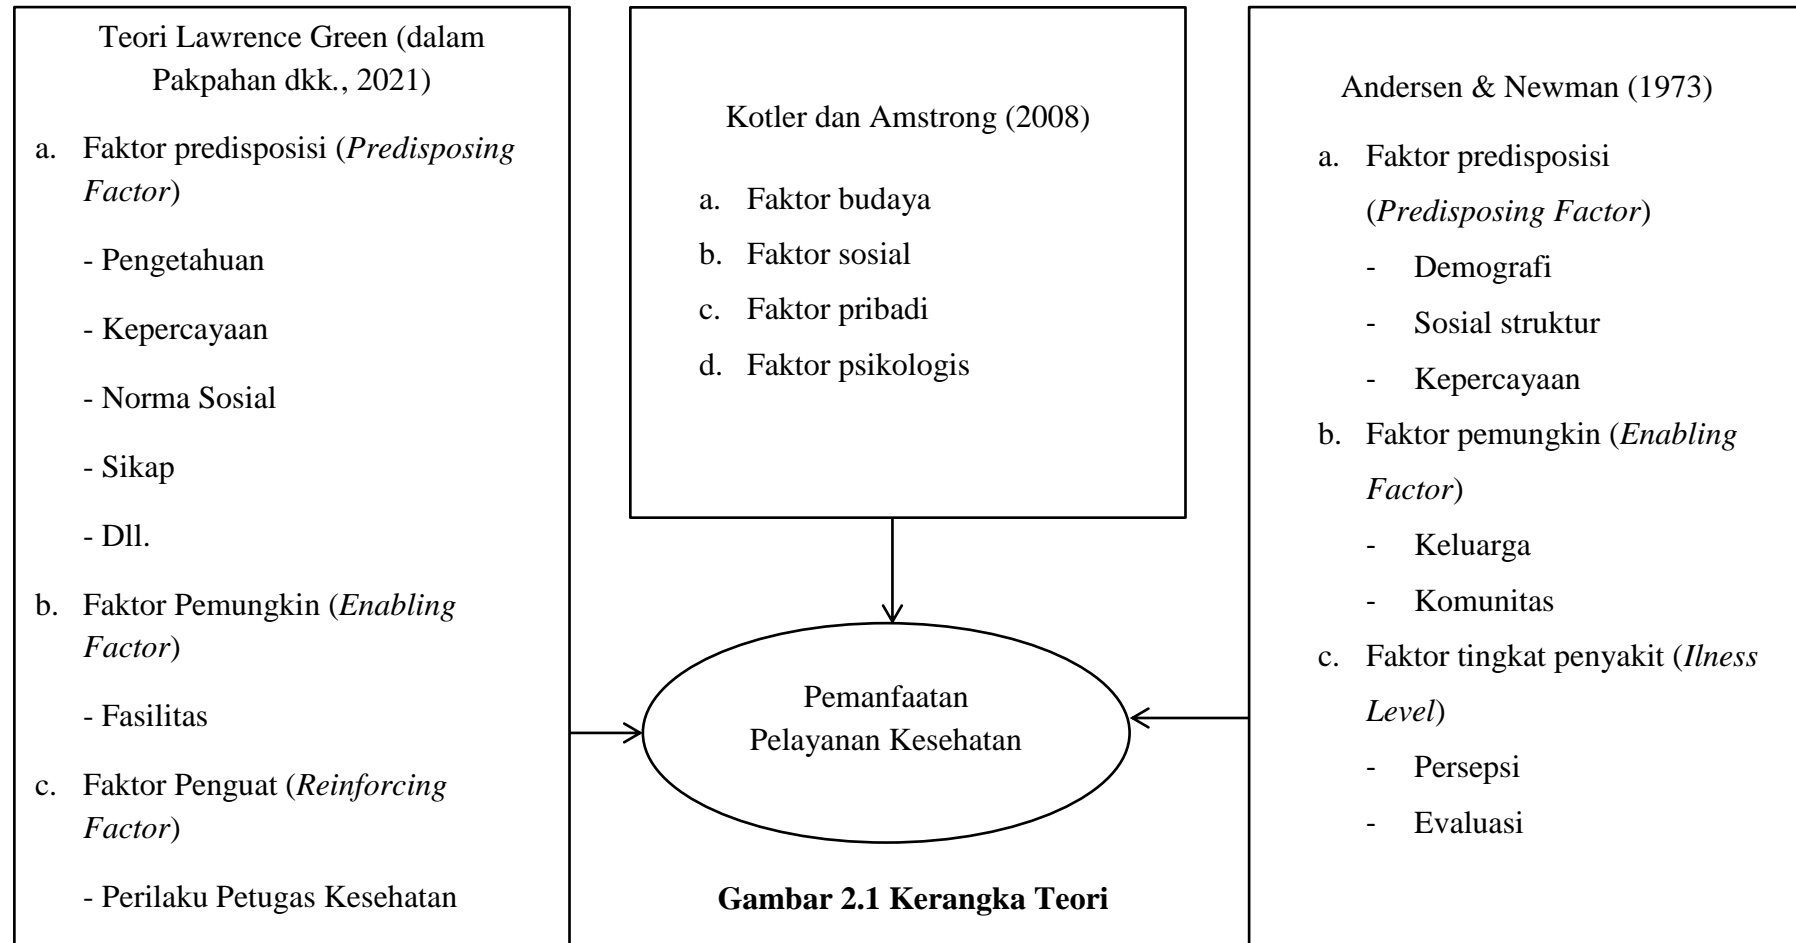 Teori Lawrence Green (dalam
Pakpahan dkk., 2021)
a. Faktor predisposisi (Predisposing
Factor)
- Pengetahuan
- Kepercayaan
- Norma Sosial
- Sikap
- Dll.
b. Faktor Pemungkin (Enabling
Factor)
- Fasilitas
c. Faktor Penguat (Reinforcing
Factor)
- Perilaku Petugas Kesehatan
Kotler dan Amstrong (2008)
a. Faktor budaya
b. Faktor sosial
c. Faktor pribadi
d. Faktor psikologis
Pemanfaatan
Pelayanan Kesehatan
Gambar 2.1 Kerangka Teori
Andersen & Newman (1973)
a. Faktor predisposisi
(Predisposing Factor)
- Demografi
- Sosial struktur
- Kepercayaan
b. Faktor pemungkin (Enabling
Factor)
- Keluarga
- Komunitas
c. Faktor tingkat penyakit (Ilness
Level)
- Persepsi
- Evaluasi